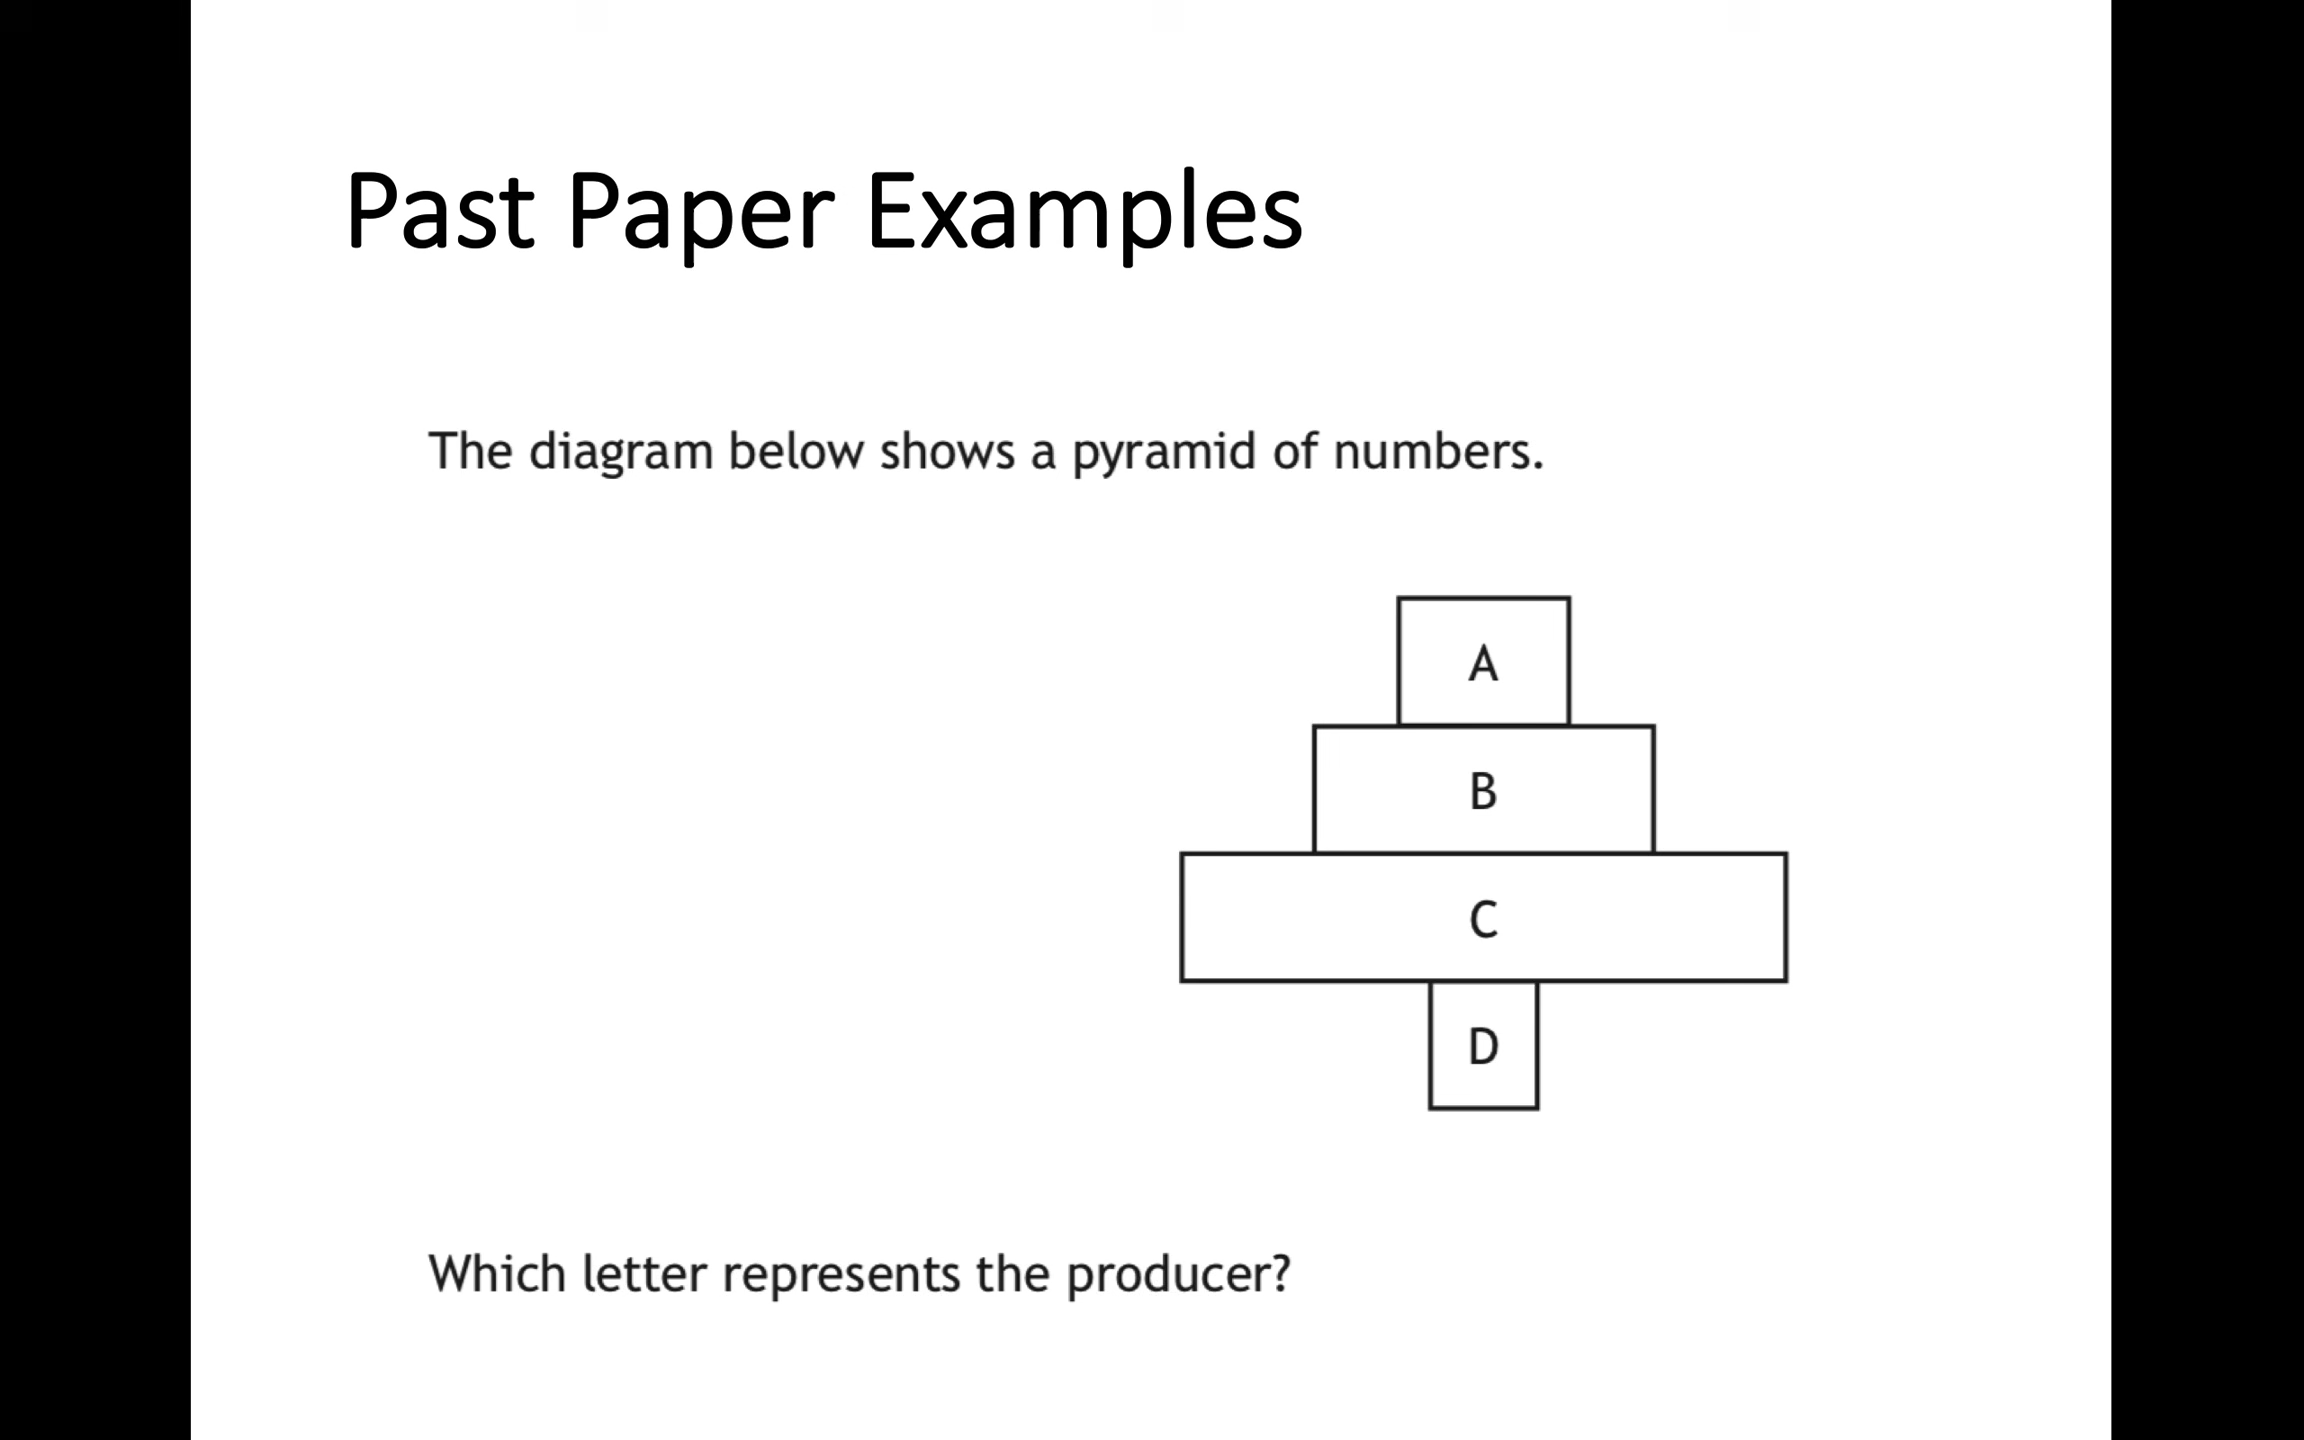 Past Paper Examples
The diagram below shows a pyramid of numbers.
A
B
C
D
Which letter represents the producer?